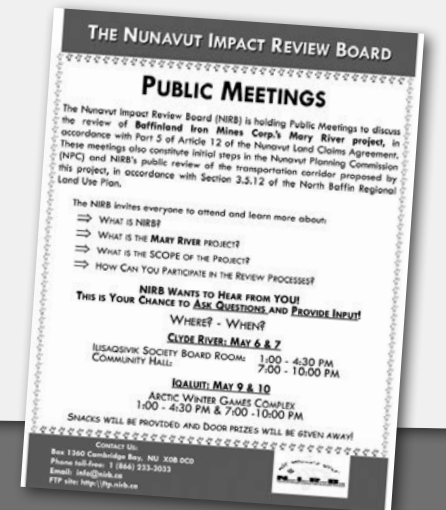 THE NUNAVUT IMPACT REVIEW BOARD
PUBLIC MEETINGS
The Nunavut Impact Review Board (NIRB) is holding Public Meetings to discuss
the review of Baffinland Iron Mines Corp.'s Mary River project, in
accordance with Part 5 of Article 12 of the Nunavut Land Claims Agreement.
These meetings also constitute initial steps in the Nunavut Planning Commission
(NPC) and NIRB's public review of the transportation corridor proposed by
this project, in accordance with Section 3.5.12 of the North Baffin Regional
Land Use Plan.
The NIRB invites everyone to attend and learn more about:
⇒ WHAT IS NIRB?
⇒ WHAT IS THE MARY RIVER PROJECT?
⇒ WHAT IS THE SCOPE OF THE PROJECT?
⇒ HOW CAN YOU PARTICIPATE IN THE REVIEW PROCESSES?
NIRB WANTS TO HEAR FROM YOU!
THIS IS YOUR CHANCE TO ASK QUESTIONS AND PROVIDE INPUT!
WHERE? - WHEN?
CLYDE RIVER: MAY 6 & 7
ILISAQSIVIK SOCIETY BOARD ROOM: 1:00 - 4:30 PM
COMMUNITY HALL: 7:00 - 10:00 PM
IQALUIT: MAY 9 & 10
ARCTIC WINTER GAMES COMPLEX
1:00 - 4:30 PM & 7:00 -10:00 PM
SNACKS WILL BE PROVIDED AND DOOR PRIZES WILL BE GIVEN AWAY!
CONTACT US:
Box 1360 Cambridge Bay, NU X0B 0C0
Phone toll-free: 1 (866) 233-3033
Email: info@nirb.ca
FTP site: http:\\ftp.nirb.ca